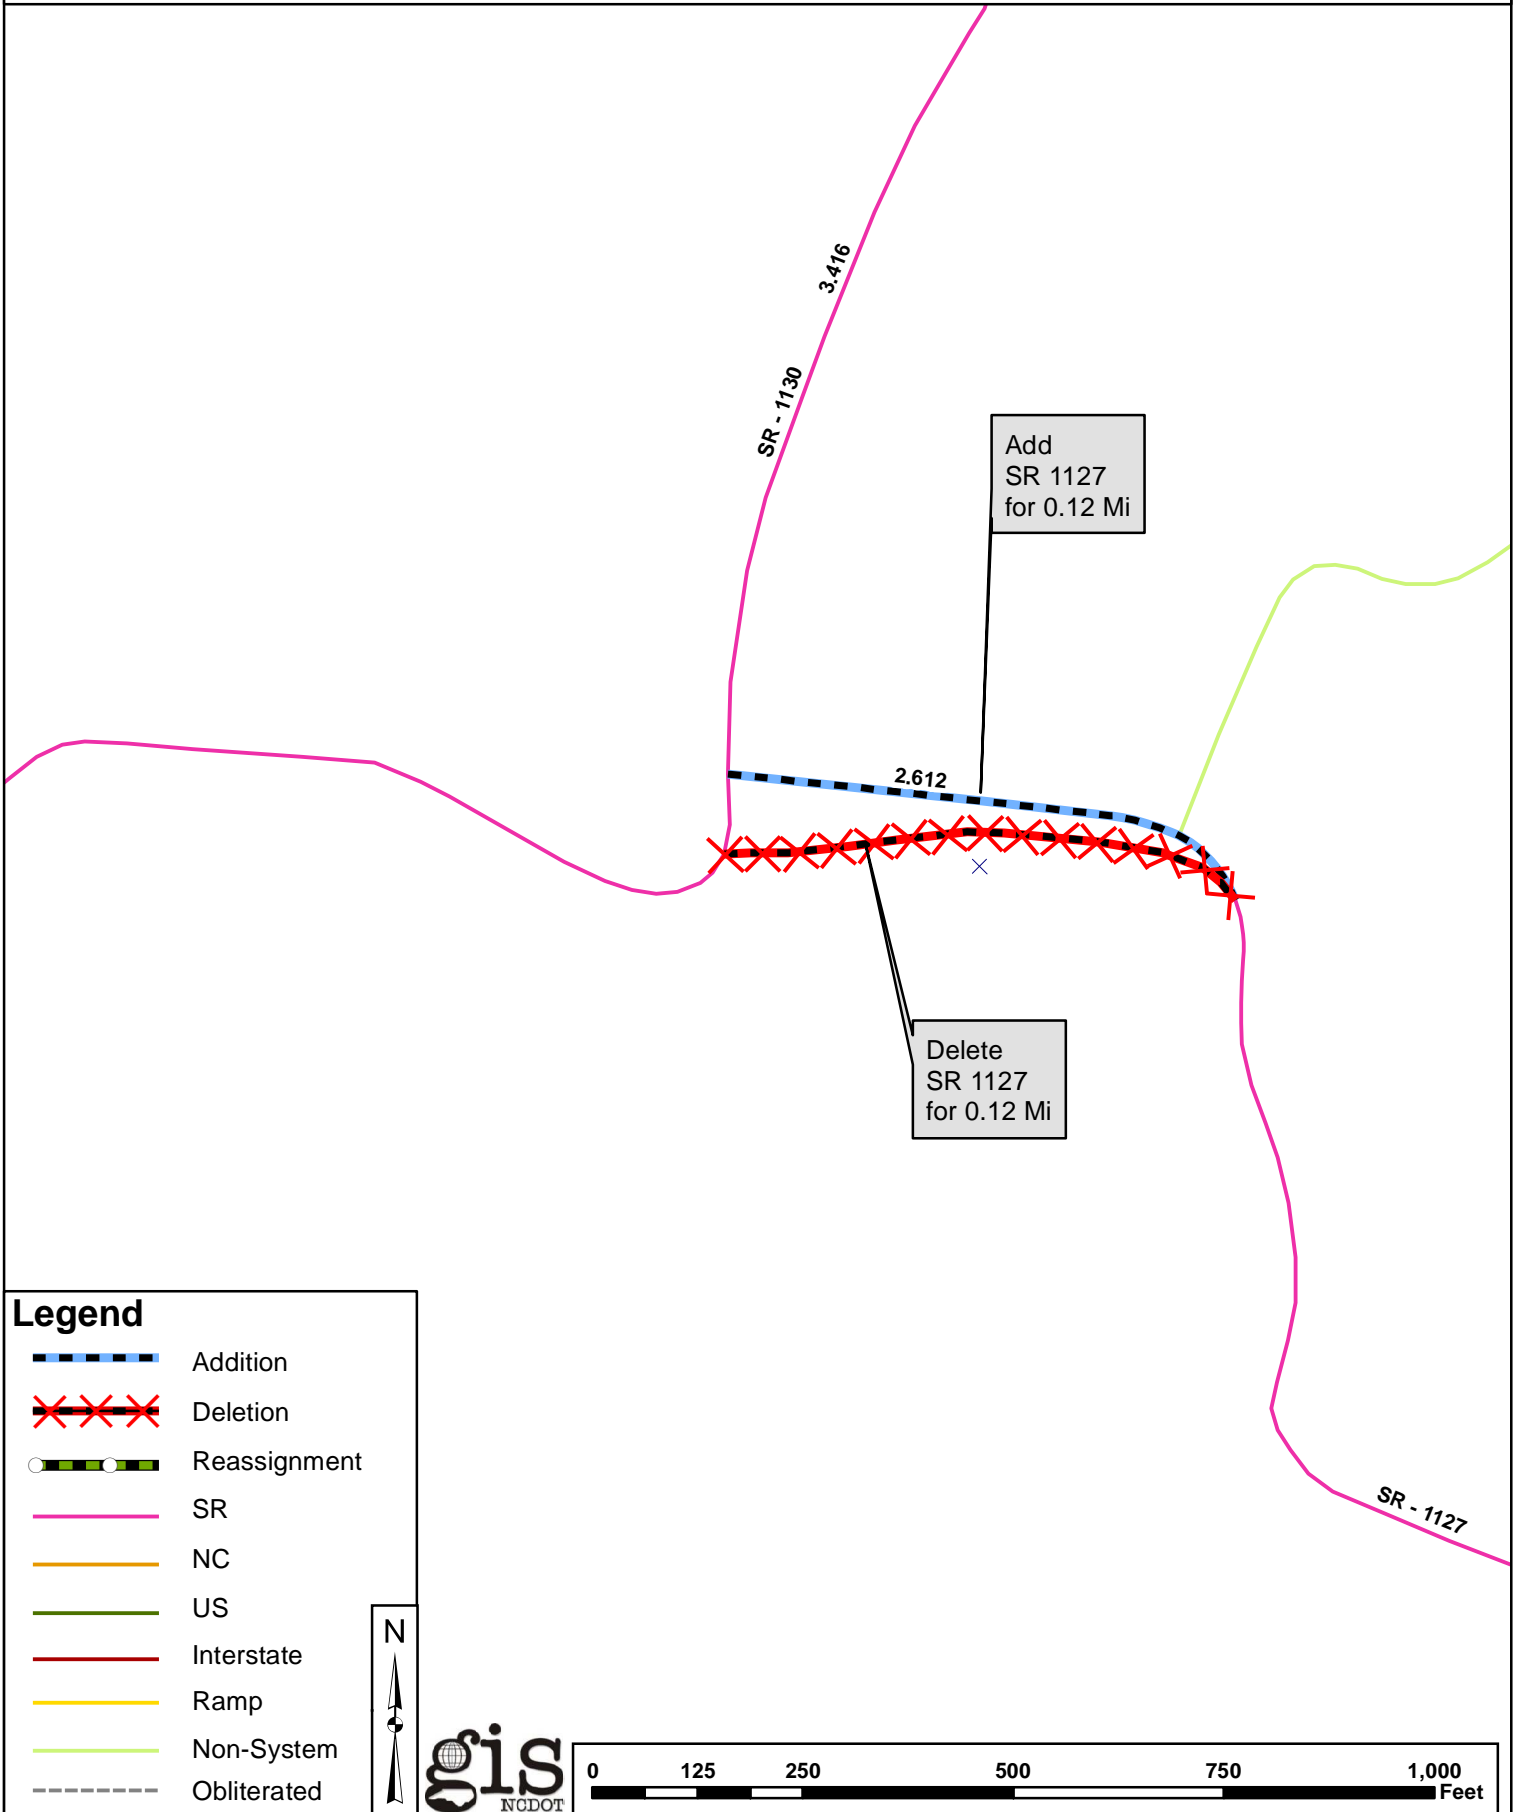 3.416
SR - 1130
Add
SR 1127
for 0.12 Mi
2.612
Delete
SR 1127
for 0.12 Mi
SR - 1127
Legend
Addition
Deletion
Reassignment
SR
NC
US
Interstate
Ramp
Non-System
Obliterated
N
gis
NCDOT
0 125 250 500 750 1,000
Feet